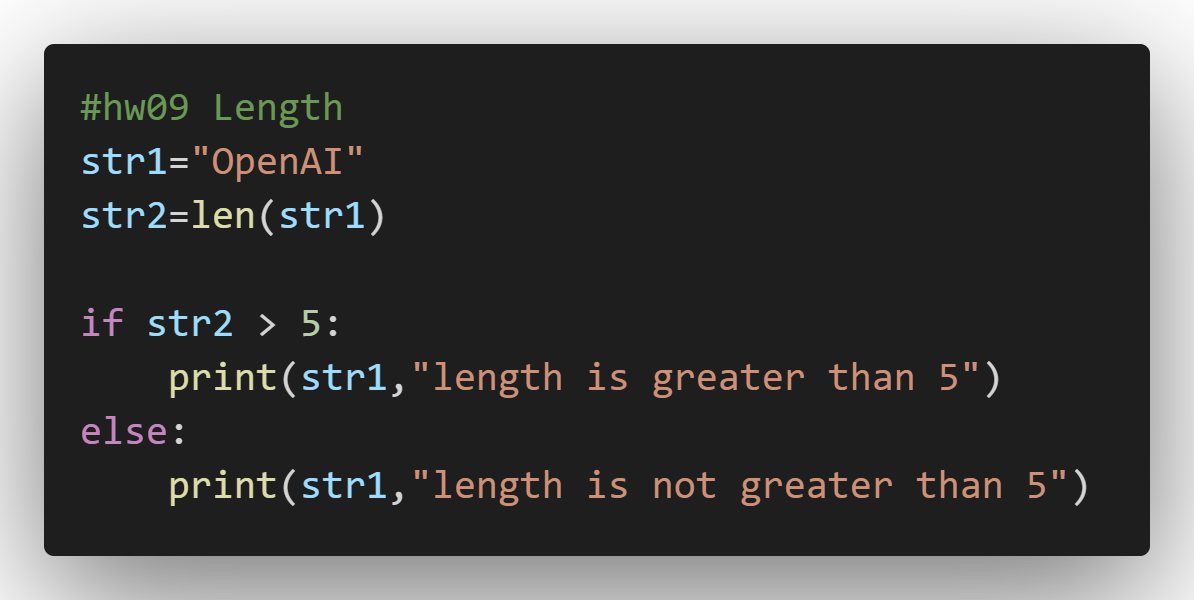 #hw09 Length
str1="OpenAI"
str2=len(str1)
if str2 > 5:
    print(str1,"length is greater than 5")
else:
    print(str1,"length is not greater than 5")